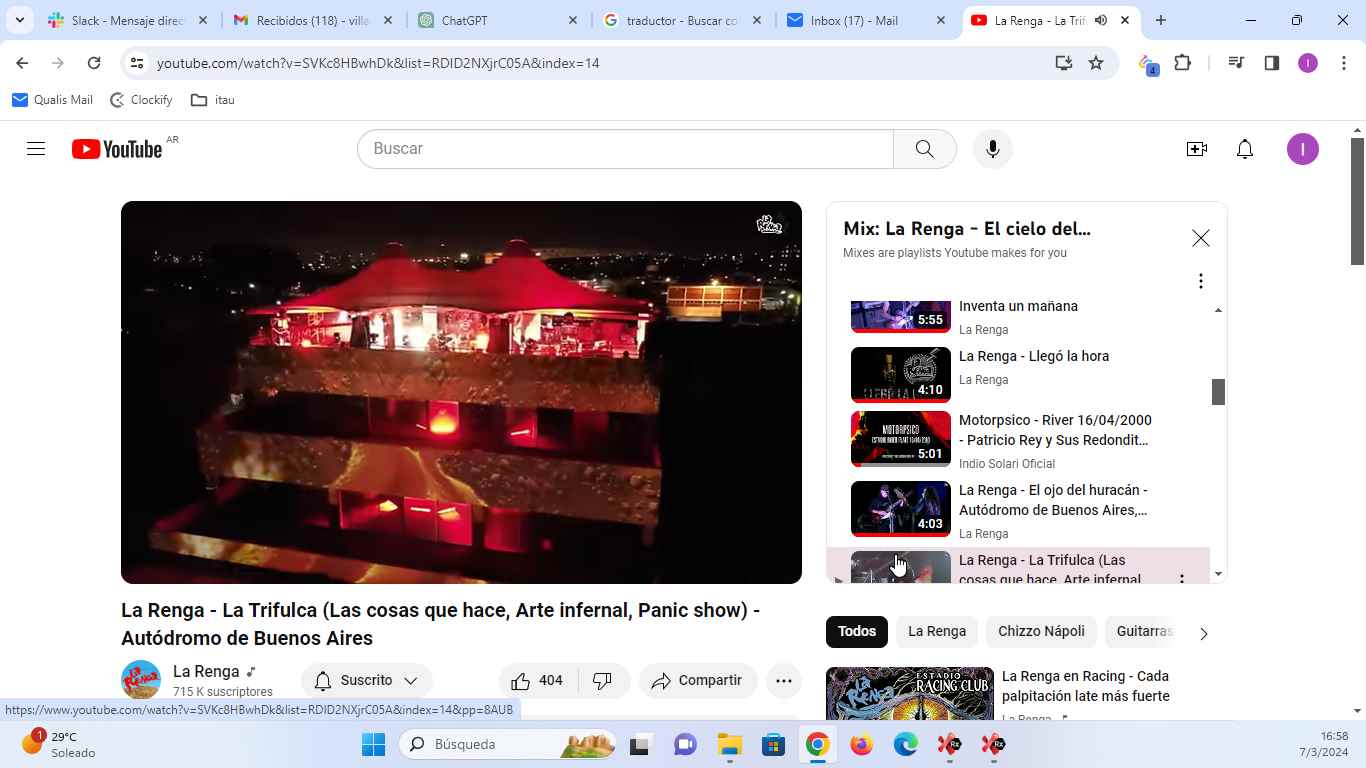 Slack - Mensaje direc
Recibidos (118) - villa
ChatGPT
traductor - Buscar co
Inbox (17) - Mail
La Renga - La Trif
youtube.com/watch?v=SVKc8HBwhDk&list=RDID2NXjrC05A&index=14
4
I
Qualis Mail
Clockify
itau
YouTube
AR
Buscar
I
LA RENGA
Mix: La Renga - El cielo del...
Mixes are playlists Youtube makes for you
Inventa un mañana
5:55
La Renga
La Renga - Llegó la hora
4:10
La Renga
Motorpsico - River 16/04/2000
- Patricio Rey y Sus Redondit...
MOTORPSICO
5:01
Indio Solari Oficial
La Renga - El ojo del huracán -
Autódromo de Buenos Aires,...
4:03
La Renga
La Renga - La Trifulca (Las
cosas que hace, Arte infernal,
La Renga - La Trifulca (Las cosas que hace, Arte infernal, Panic show) -
Autódromo de Buenos Aires
La Renga
715 K suscriptores
Suscrito
404
Compartir
Todos
La Renga
Chizzo Nápoli
Guitarras
ESTADIO
RACING CLUB
La Renga en Racing - Cada
palpitación late más fuerte
La Renga
https://www.youtube.com/watch?v=SVKc8HBwhDk&list=RDID2NXjrC05A&index=14&pp=8AUB
1
29°C
Soleado
Búsqueda
Rx
Rx
16:58
7/3/2024